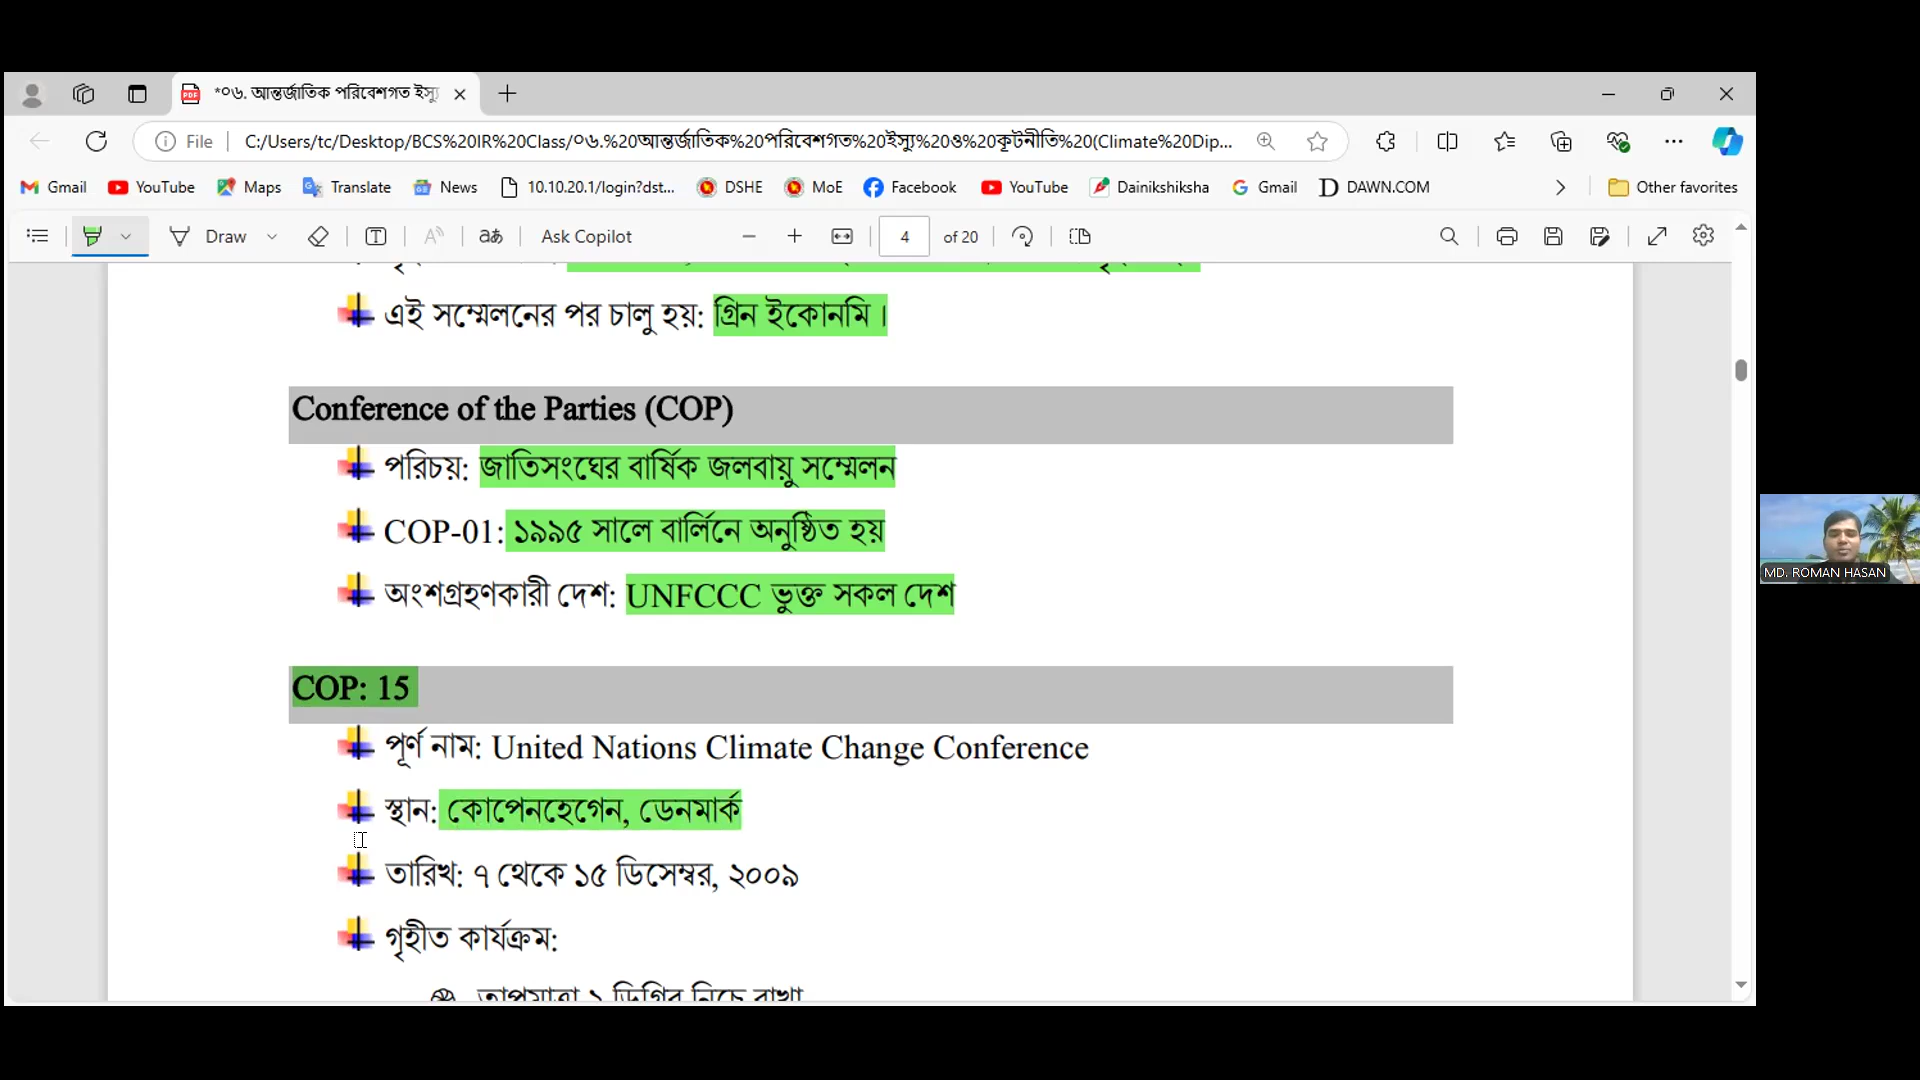 *০৬. আন্তর্জাতিক পরিবেশগত ইস্যু
File C:/Users/tc/Desktop/BCS%20IR%20Class/০৬.%20আন্তর্জাতিক%20পরিবেশগত%20ইস্যু%20ও%20কূটনীতি%20(Climate%20Dip...
Gmail YouTube Maps Translate News 10.10.20.1/login?dst... DSHE MoE Facebook YouTube Dainikshiksha Gmail DAWN.COM Other favorites
Draw Ask Copilot 4 of 20
এই সম্মেলনের পর চালু হয়: গ্রিন ইকোনমি।
Conference of the Parties (COP)
পরিচয়: জাতিসংঘের বার্ষিক জলবায়ু সম্মেলন
COP-01: ১৯৯৫ সালে বার্লিনে অনুষ্ঠিত হয়
অংশগ্রহণকারী দেশ: UNFCCC ভুক্ত সকল দেশ
MD. ROMAN HASAN
COP: 15
পূর্ণ নাম: United Nations Climate Change Conference
স্থান: কোপেনহেগেন, ডেনমার্ক
তারিখ: ৭ থেকে ১৫ ডিসেম্বর, ২০০৯
গৃহীত কার্যক্রম: